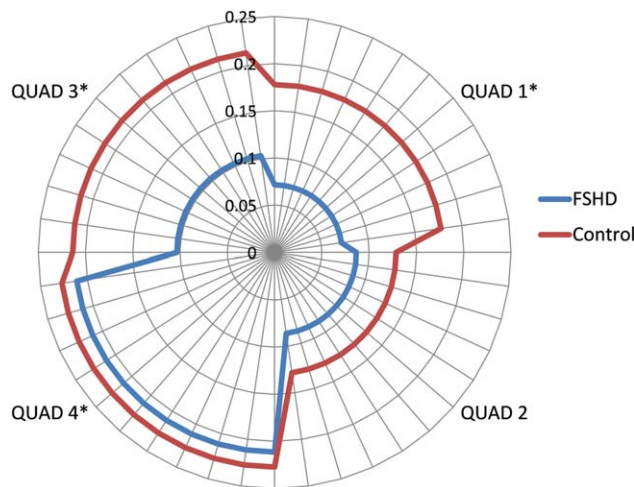 0.25
0.2
QUAD 3*
QUAD 1*
0.15
0.1
FSHD
0.05
Control
0
QUAD 4*
QUAD 2